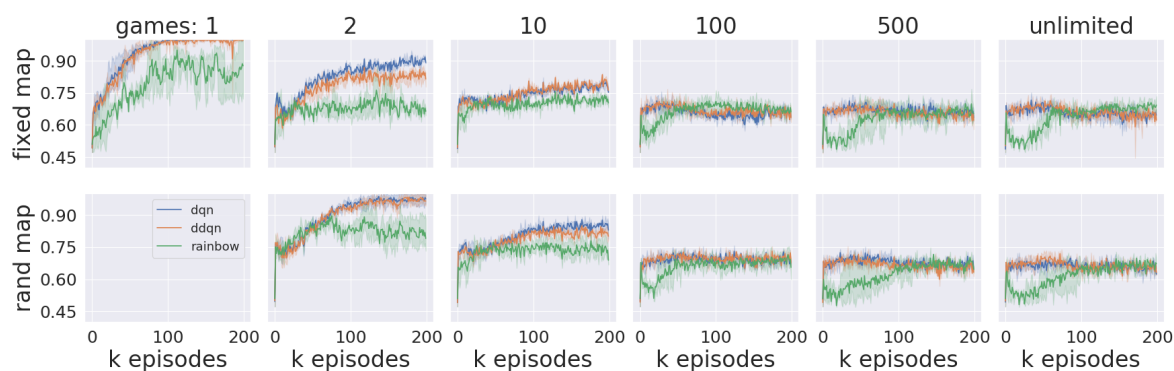 games: 1 2 10 100 500 unlimited
fixed map
0.90
0.75
0.60
0.45
rand map
0.90
0.75
0.60
0.45
dqn
ddqn
rainbow
0 100 200 0 100 200 0 100 200 0 100 200 0 100 200 0 100 200
k episodes k episodes k episodes k episodes k episodes k episodes